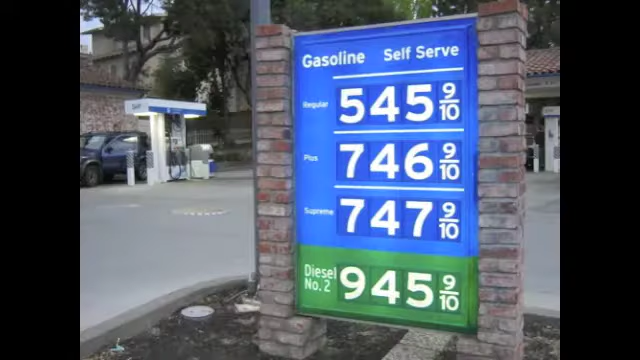 Gasoline Self Serve
Regular 545 9/10
Plus 746 9/10
Supreme 747 9/10
Diesel
No. 2 945 9/10